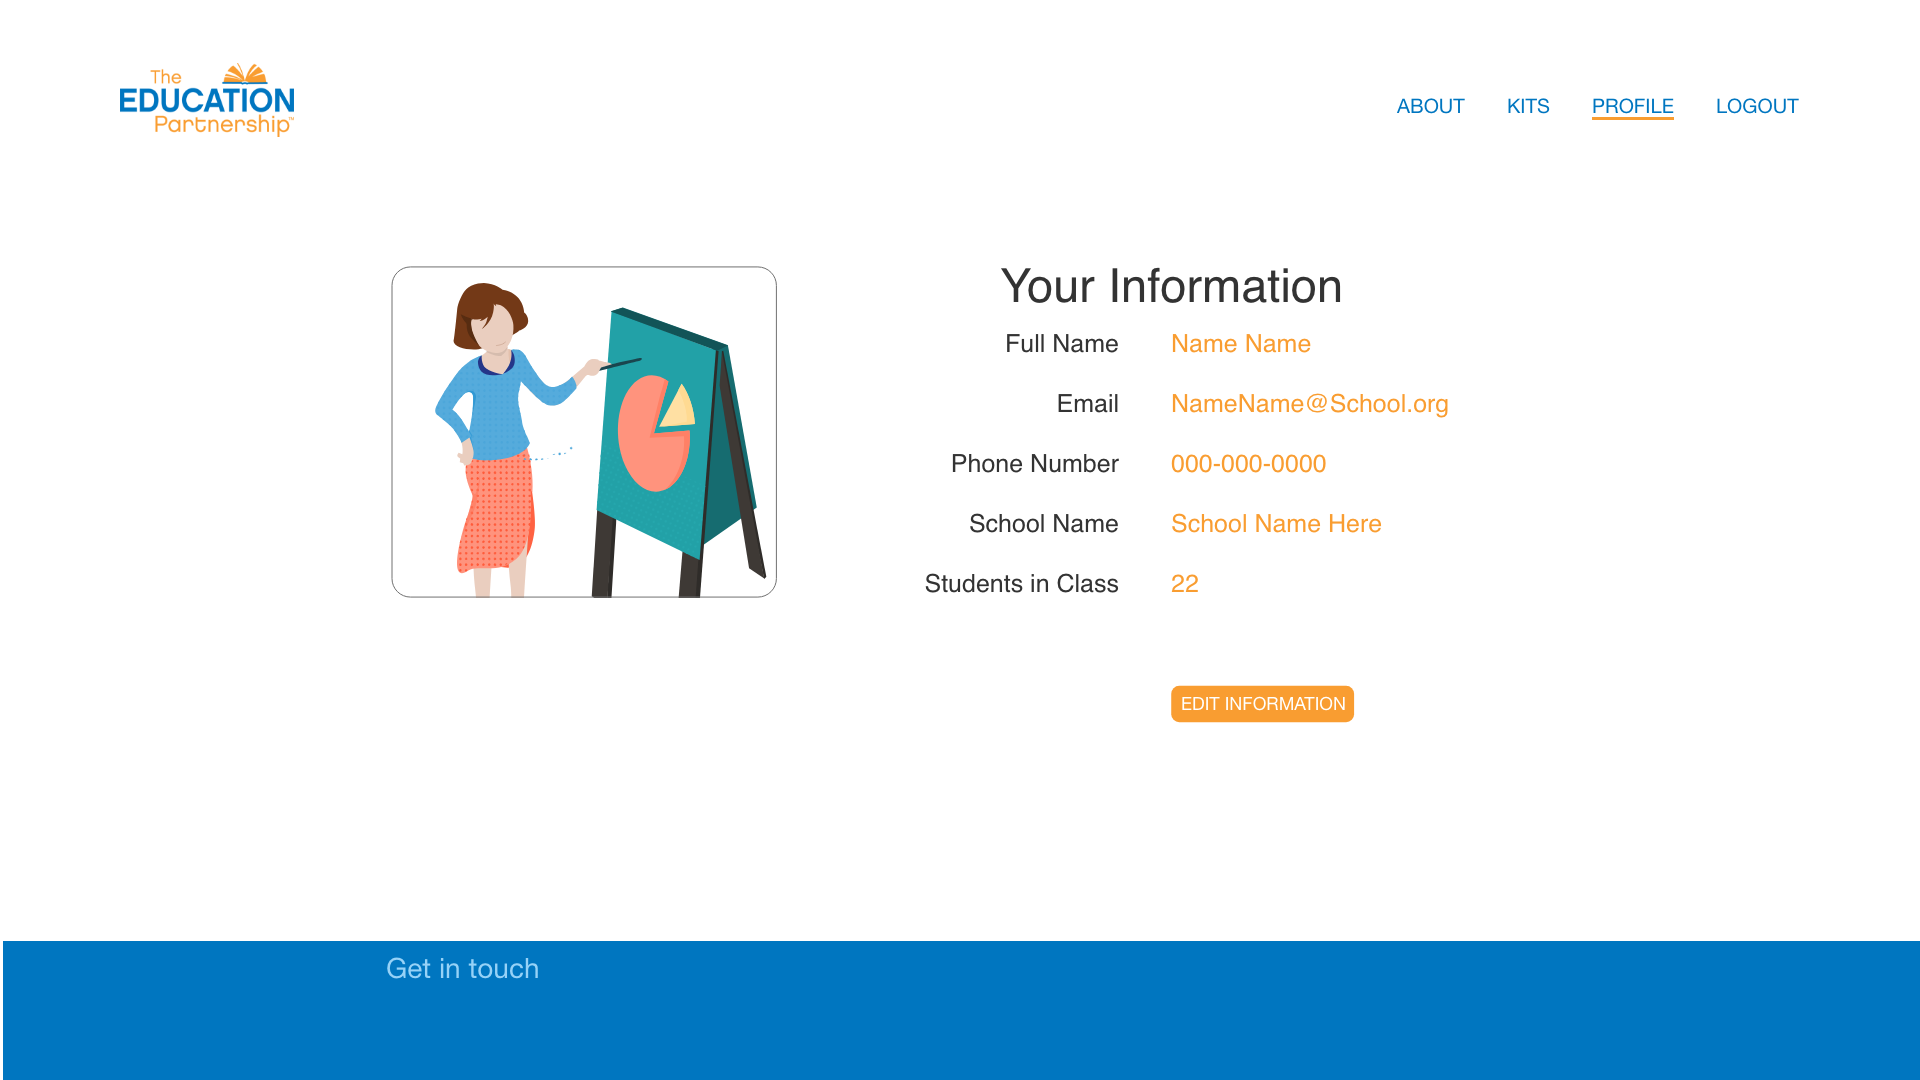 The
EDUCATION
Partnership™
ABOUT KITS PROFILE LOGOUT
Your Information
Full Name Name Name
Email NameName@School.org
Phone Number 000-000-0000
School Name School Name Here
Students in Class 22
EDIT INFORMATION
Get in touch